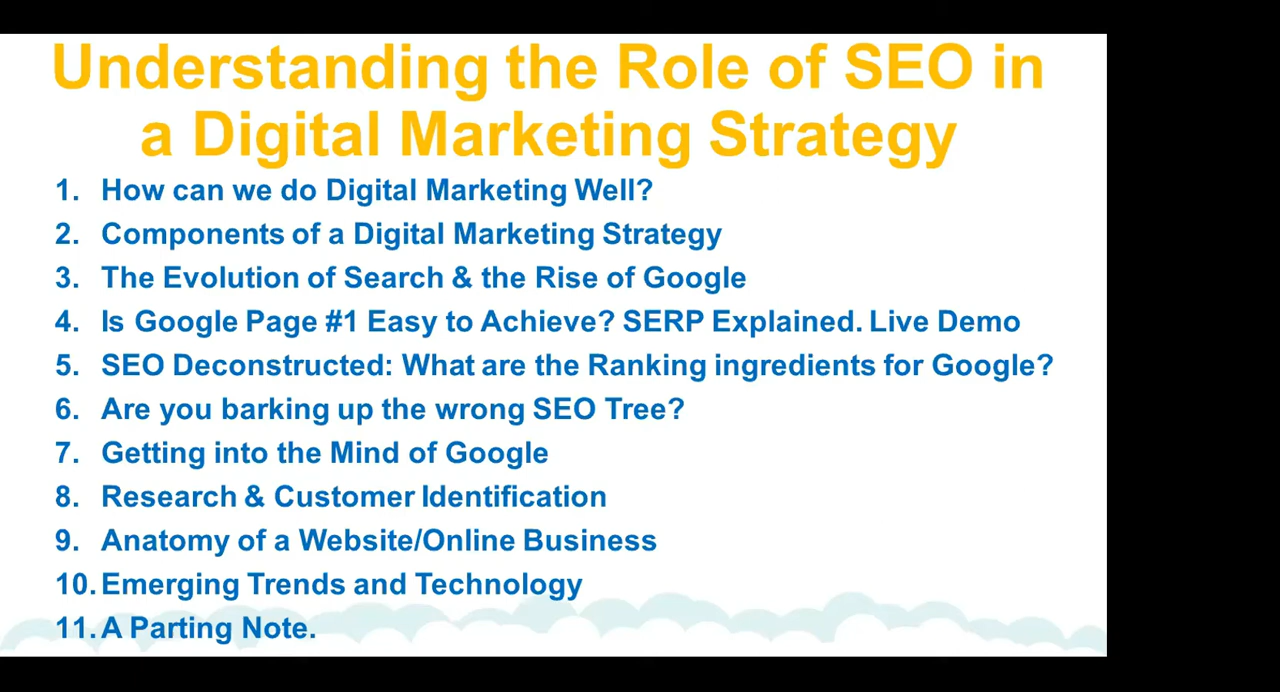 Understanding the Role of SEO in
a Digital Marketing Strategy
1. How can we do Digital Marketing Well?
2. Components of a Digital Marketing Strategy
3. The Evolution of Search & the Rise of Google
4. Is Google Page #1 Easy to Achieve? SERP Explained. Live Demo
5. SEO Deconstructed: What are the Ranking ingredients for Google?
6. Are you barking up the wrong SEO Tree?
7. Getting into the Mind of Google
8. Research & Customer Identification
9. Anatomy of a Website/Online Business
10. Emerging Trends and Technology
11. A Parting Note.